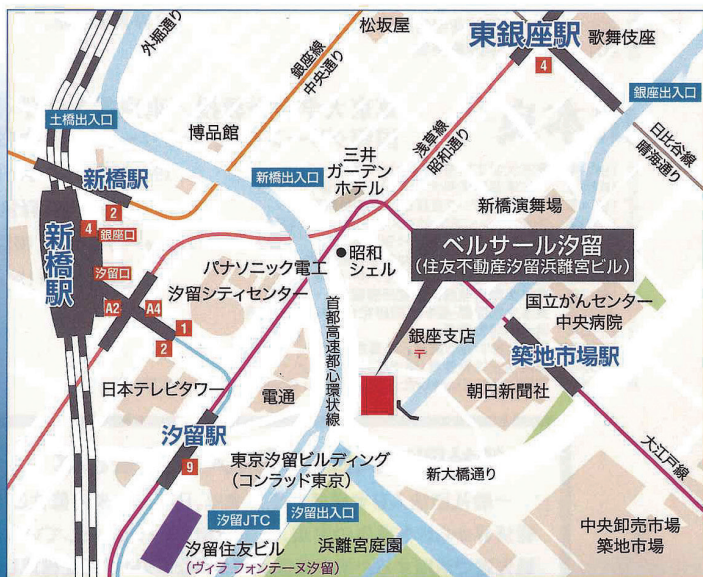 外堀通り
松坂屋
銀座線
中央通り
東銀座駅
4
歌舞伎座
銀座出入口
土橋出入口
博品館
浅草線
昭和通り
日比谷線
晴海通り
新橋駅
2
新橋出入口
三井
ガーデン
ホテル
新橋演舞場
新橋駅
4
銀座口
汐留口
A2
A4
1
2
パナソニック電工
汐留シティセンター
昭和
シェル
ベルサール汐留
(住友不動産汐留浜離宮ビル)
国立がんセンター
中央病院
首都高速都心環状線
銀座支店
〒
築地市場駅
日本テレビタワー
電通
朝日新聞社
汐留駅
9
東京汐留ビルディング
(コンラッド東京)
新大橋通り
大江戸線
汐留JTC
汐留出入口
汐留住友ビル
(ヴィラ フォンテーヌ汐留)
浜離宮庭園
中央卸売市場
築地市場